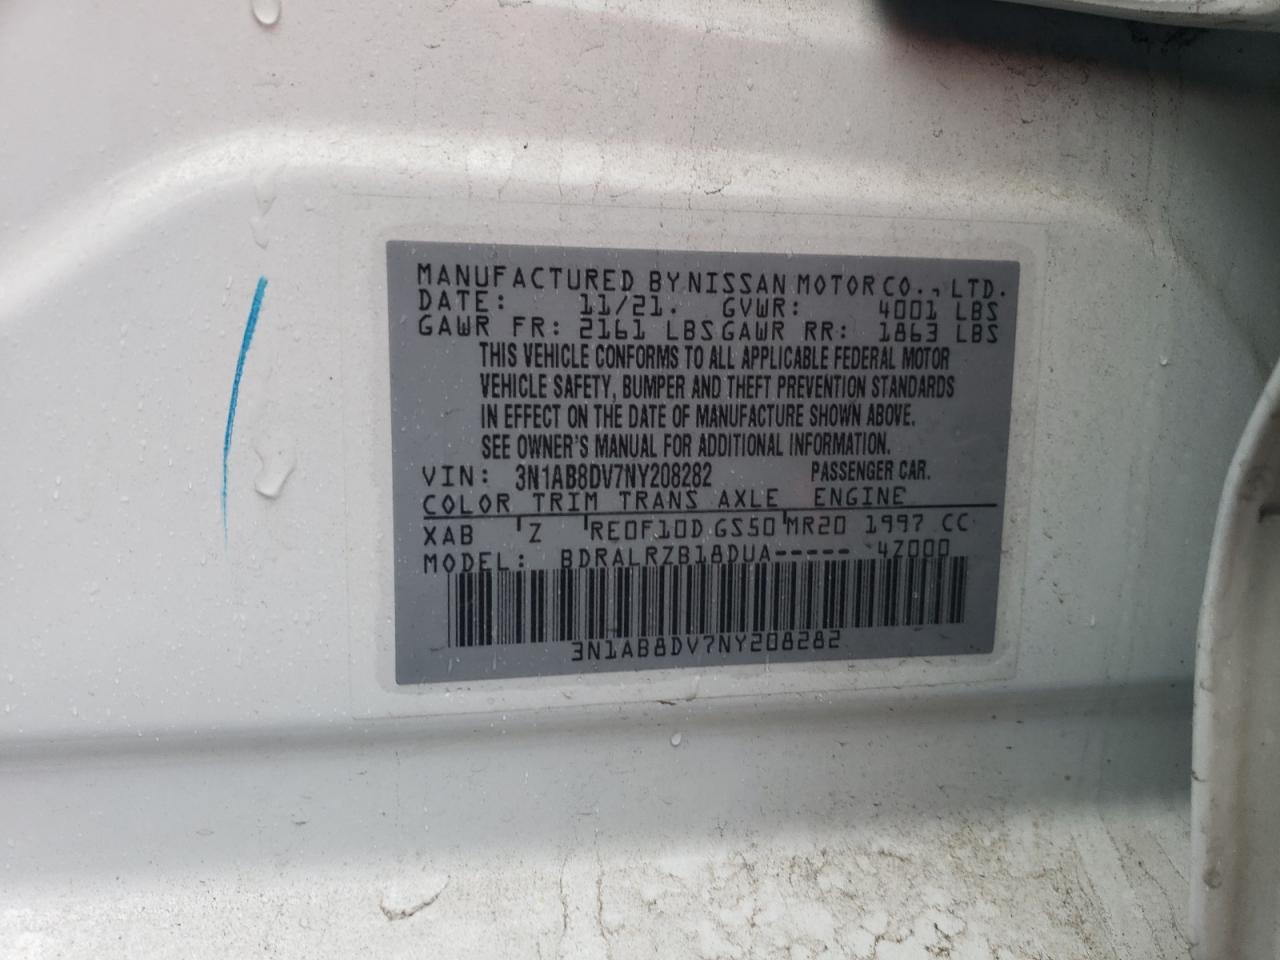 MANUFACTURED BY NISSAN MOTOR CO., LTD.
DATE: 11/21. GVWR: 4001 LBS
GAWR FR: 2161 LBS GAWR RR: 1863 LBS
THIS VEHICLE CONFORMS TO ALL APPLICABLE FEDERAL MOTOR
VEHICLE SAFETY, BUMPER AND THEFT PREVENTION STANDARDS
IN EFFECT ON THE DATE OF MANUFACTURE SHOWN ABOVE.
SEE OWNER'S MANUAL FOR ADDITIONAL INFORMATION.
VIN: 3N1AB8DV7NY208282 PASSENGER CAR.
COLOR TRIM TRANS AXLE ENGINE
XAB Z RE0F10D GS50 MR20 1997 CC
MODEL: BDRALRZB18DUA----- 4Z000
3N1AB8DV7NY208282